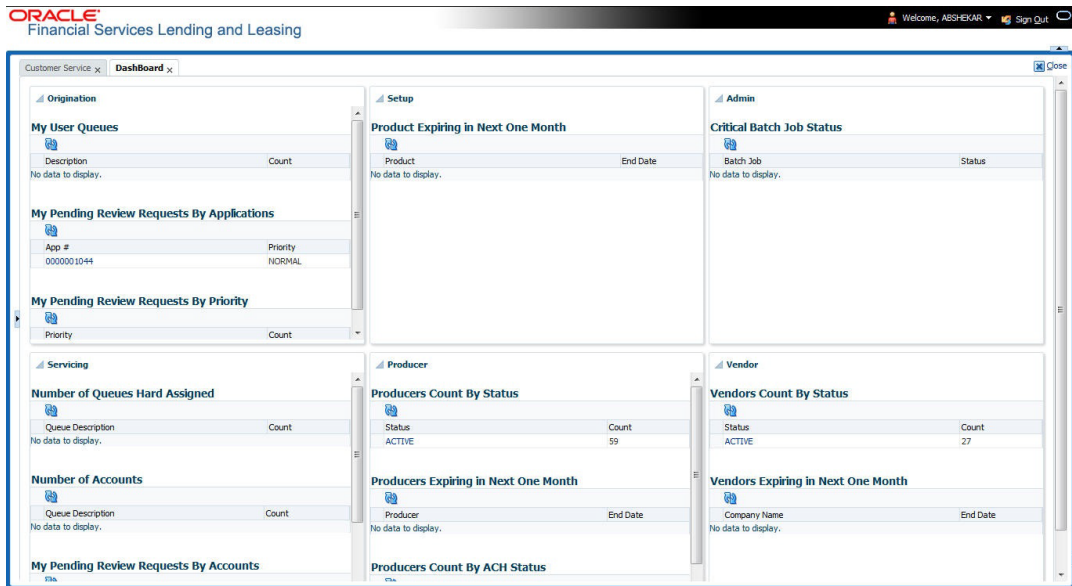 ORACLE
Financial Services Lending and Leasing
Welcome, ABSHEKAR
Sign Out
Customer Service
DashBoard
Close
Origination
My User Queues
Description Count
No data to display.
My Pending Review Requests By Applications
App # Priority
0000001044 NORMAL
My Pending Review Requests By Priority
Priority Count
Setup
Product Expiring in Next One Month
Product End Date
No data to display.
Admin
Critical Batch Job Status
Batch Job Status
No data to display.
Servicing
Number of Queues Hard Assigned
Queue Description Count
No data to display.
Number of Accounts
Queue Description Count
No data to display.
My Pending Review Requests By Accounts
Producer
Producers Count By Status
Status Count
ACTIVE 59
Producers Expiring in Next One Month
Producer End Date
No data to display.
Producers Count By ACH Status
Vendor
Vendors Count By Status
Status Count
ACTIVE 27
Vendors Expiring in Next One Month
Company Name End Date
No data to display.